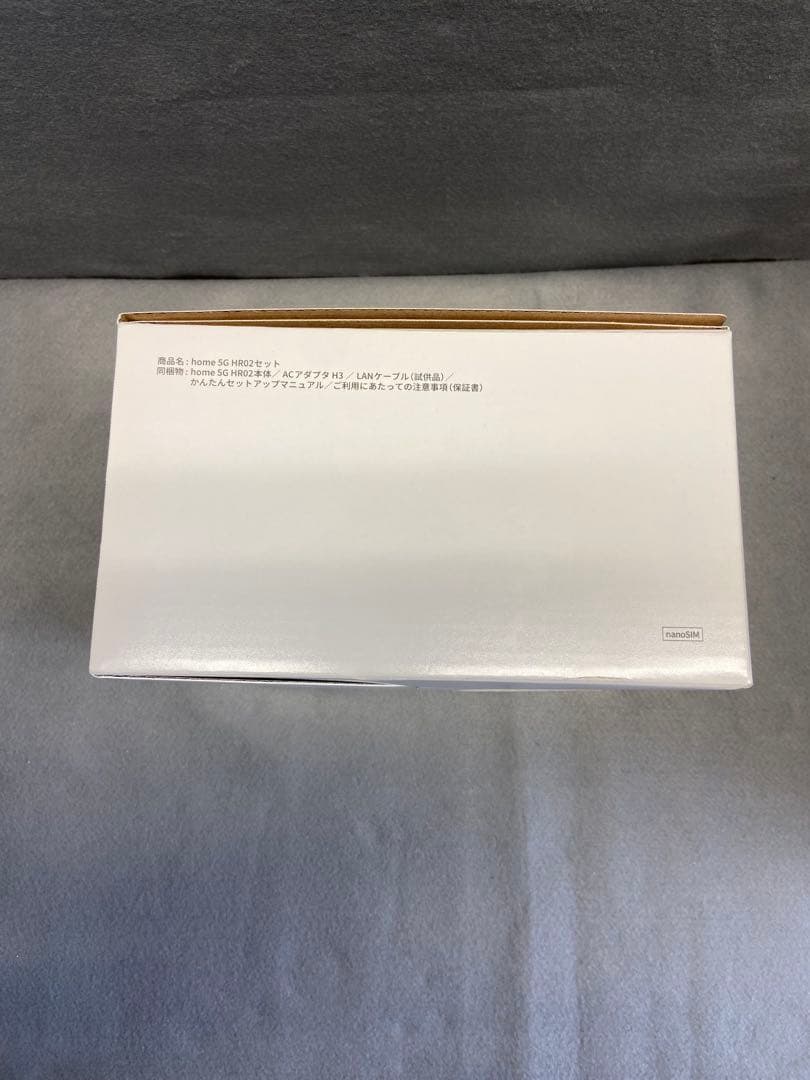 商品名 : home 5G HR02セット
同梱物 : home 5G HR02本体／ ACアダプタ H3 ／ LANケーブル（試供品）／
かんたんセットアップマニュアル／ご利用にあたっての注意事項（保証書）
nanoSIM